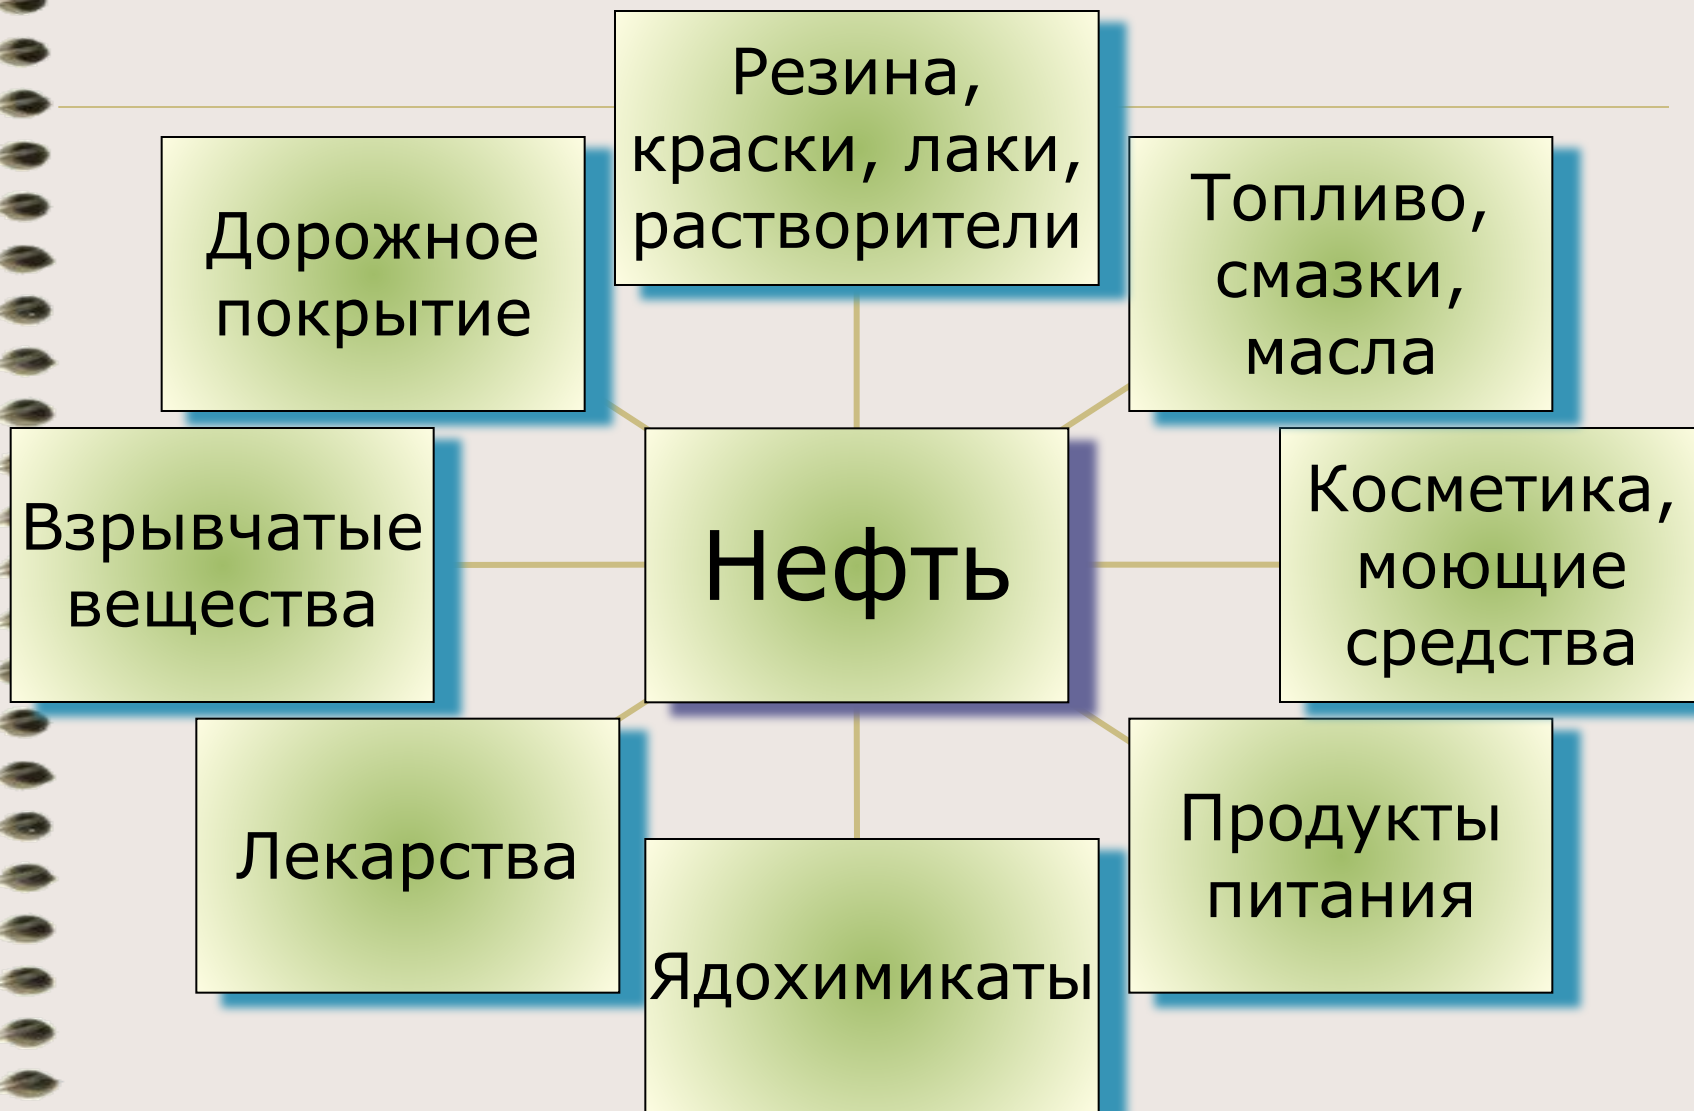 Резина,
краски, лаки,
растворители
Дорожное
покрытие
Топливо,
смазки,
масла
Взрывчатые
вещества
Нефть
Косметика,
моющие
средства
Лекарства
Ядохимикаты
Продукты
питания